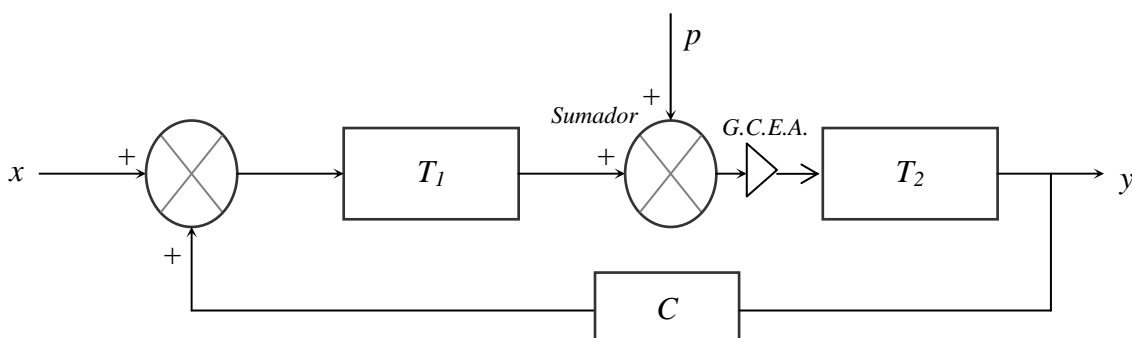 p
+
Sumador
G.C.E.A.
x
+
T1
+
T2
y
+
C